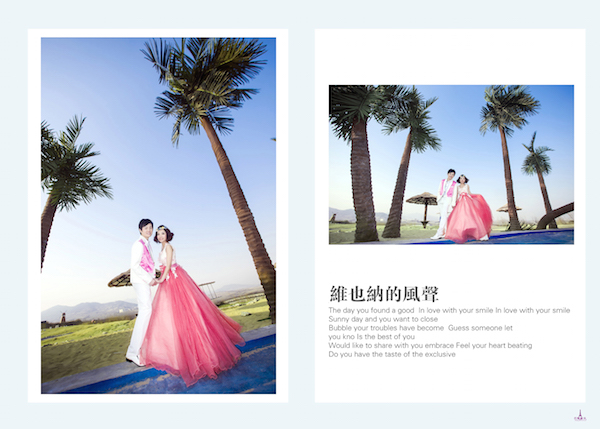 維也納的風聲
The day you found a good  In love with your smile In love with your smile
Sunny day and you want to close
Bubble your troubles have become  Guess someone let
you kno Is the best of you
Would like to share with you embrace Feel your heart beating
Do you have the taste of the exclusive